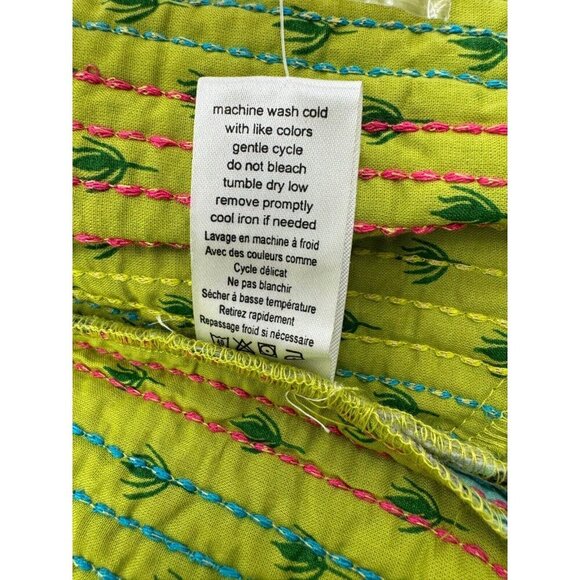 machine wash cold
with like colors
gentle cycle
do not bleach
tumble dry low
remove promptly
cool iron if needed
Lavage en machine à froid
Avec des couleurs comme
Cycle délicat
Ne pas blanchir
Sécher à basse température
Retirez rapidement
Repassage froid si nécessaire